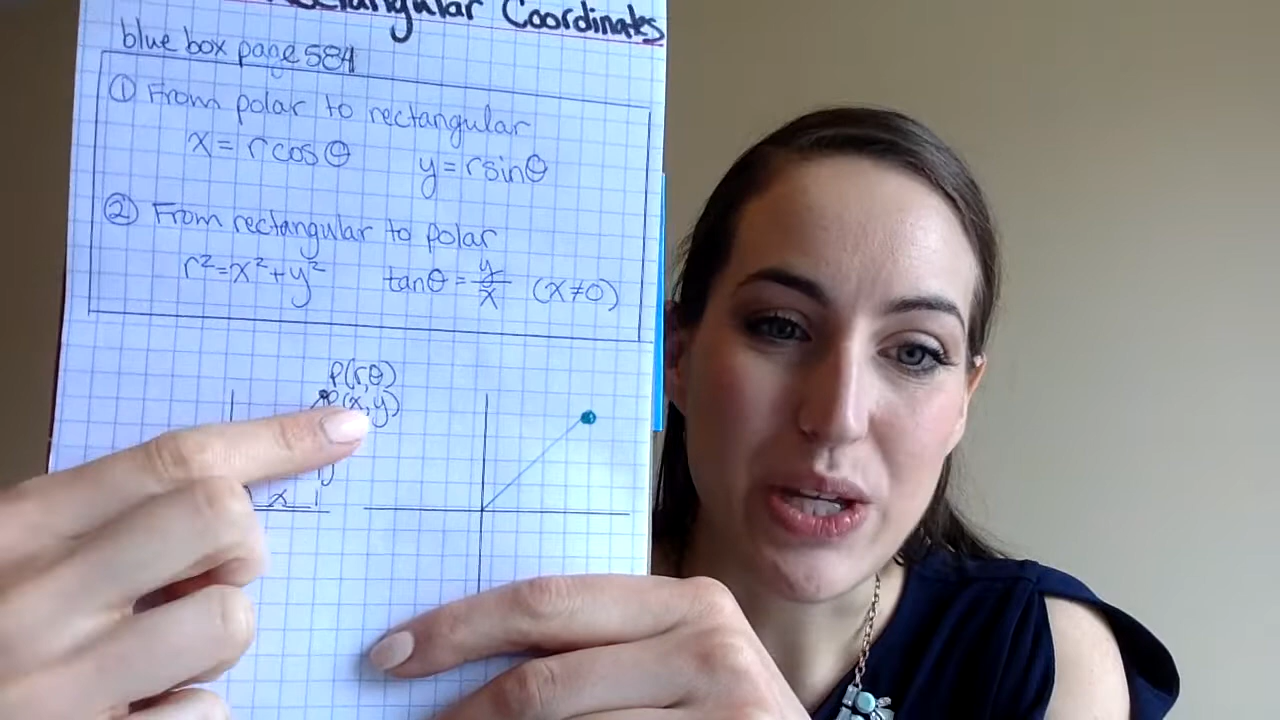 Rectangular Coordinates
blue box page 584
① From polar to rectangular
x = r cos θ y = r sin θ
② From rectangular to polar
r² = x² + y² tan θ = y/x (x ≠ 0)
P(r, θ)
P(x, y)
y
x